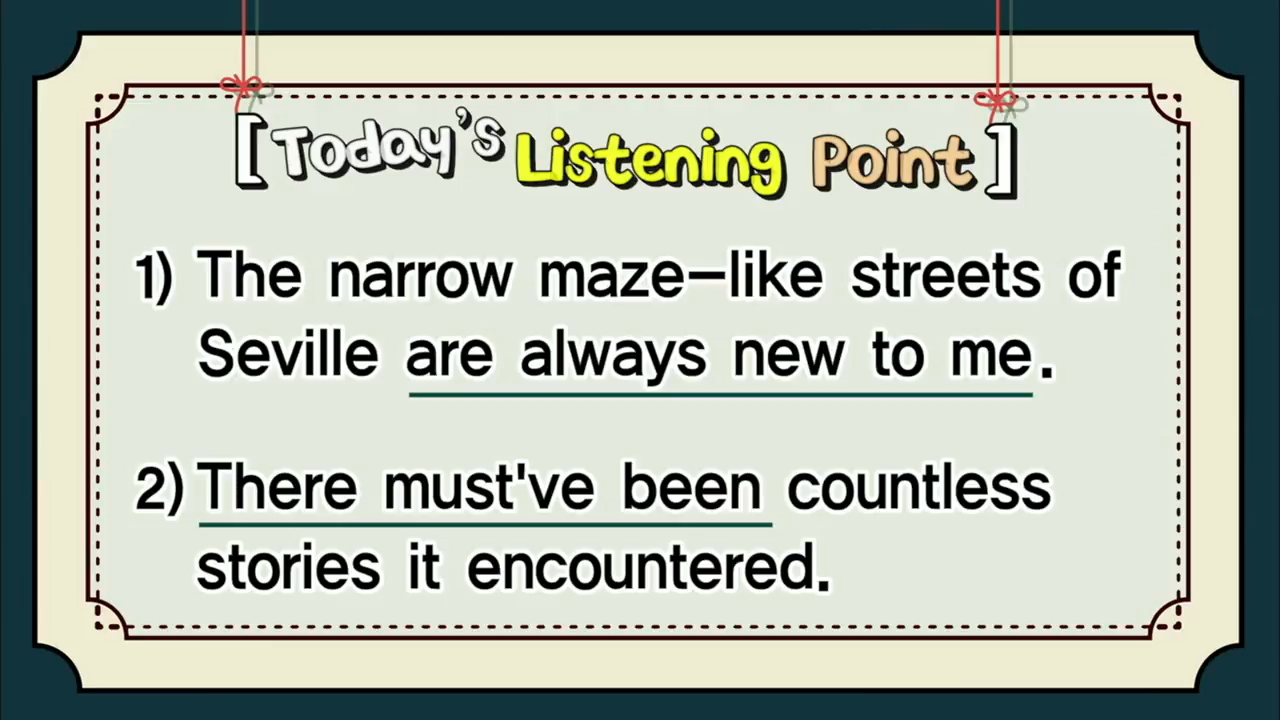 [Today's Listening Point]
1) The narrow maze-like streets of
Seville are always new to me.
2) There must've been countless
stories it encountered.